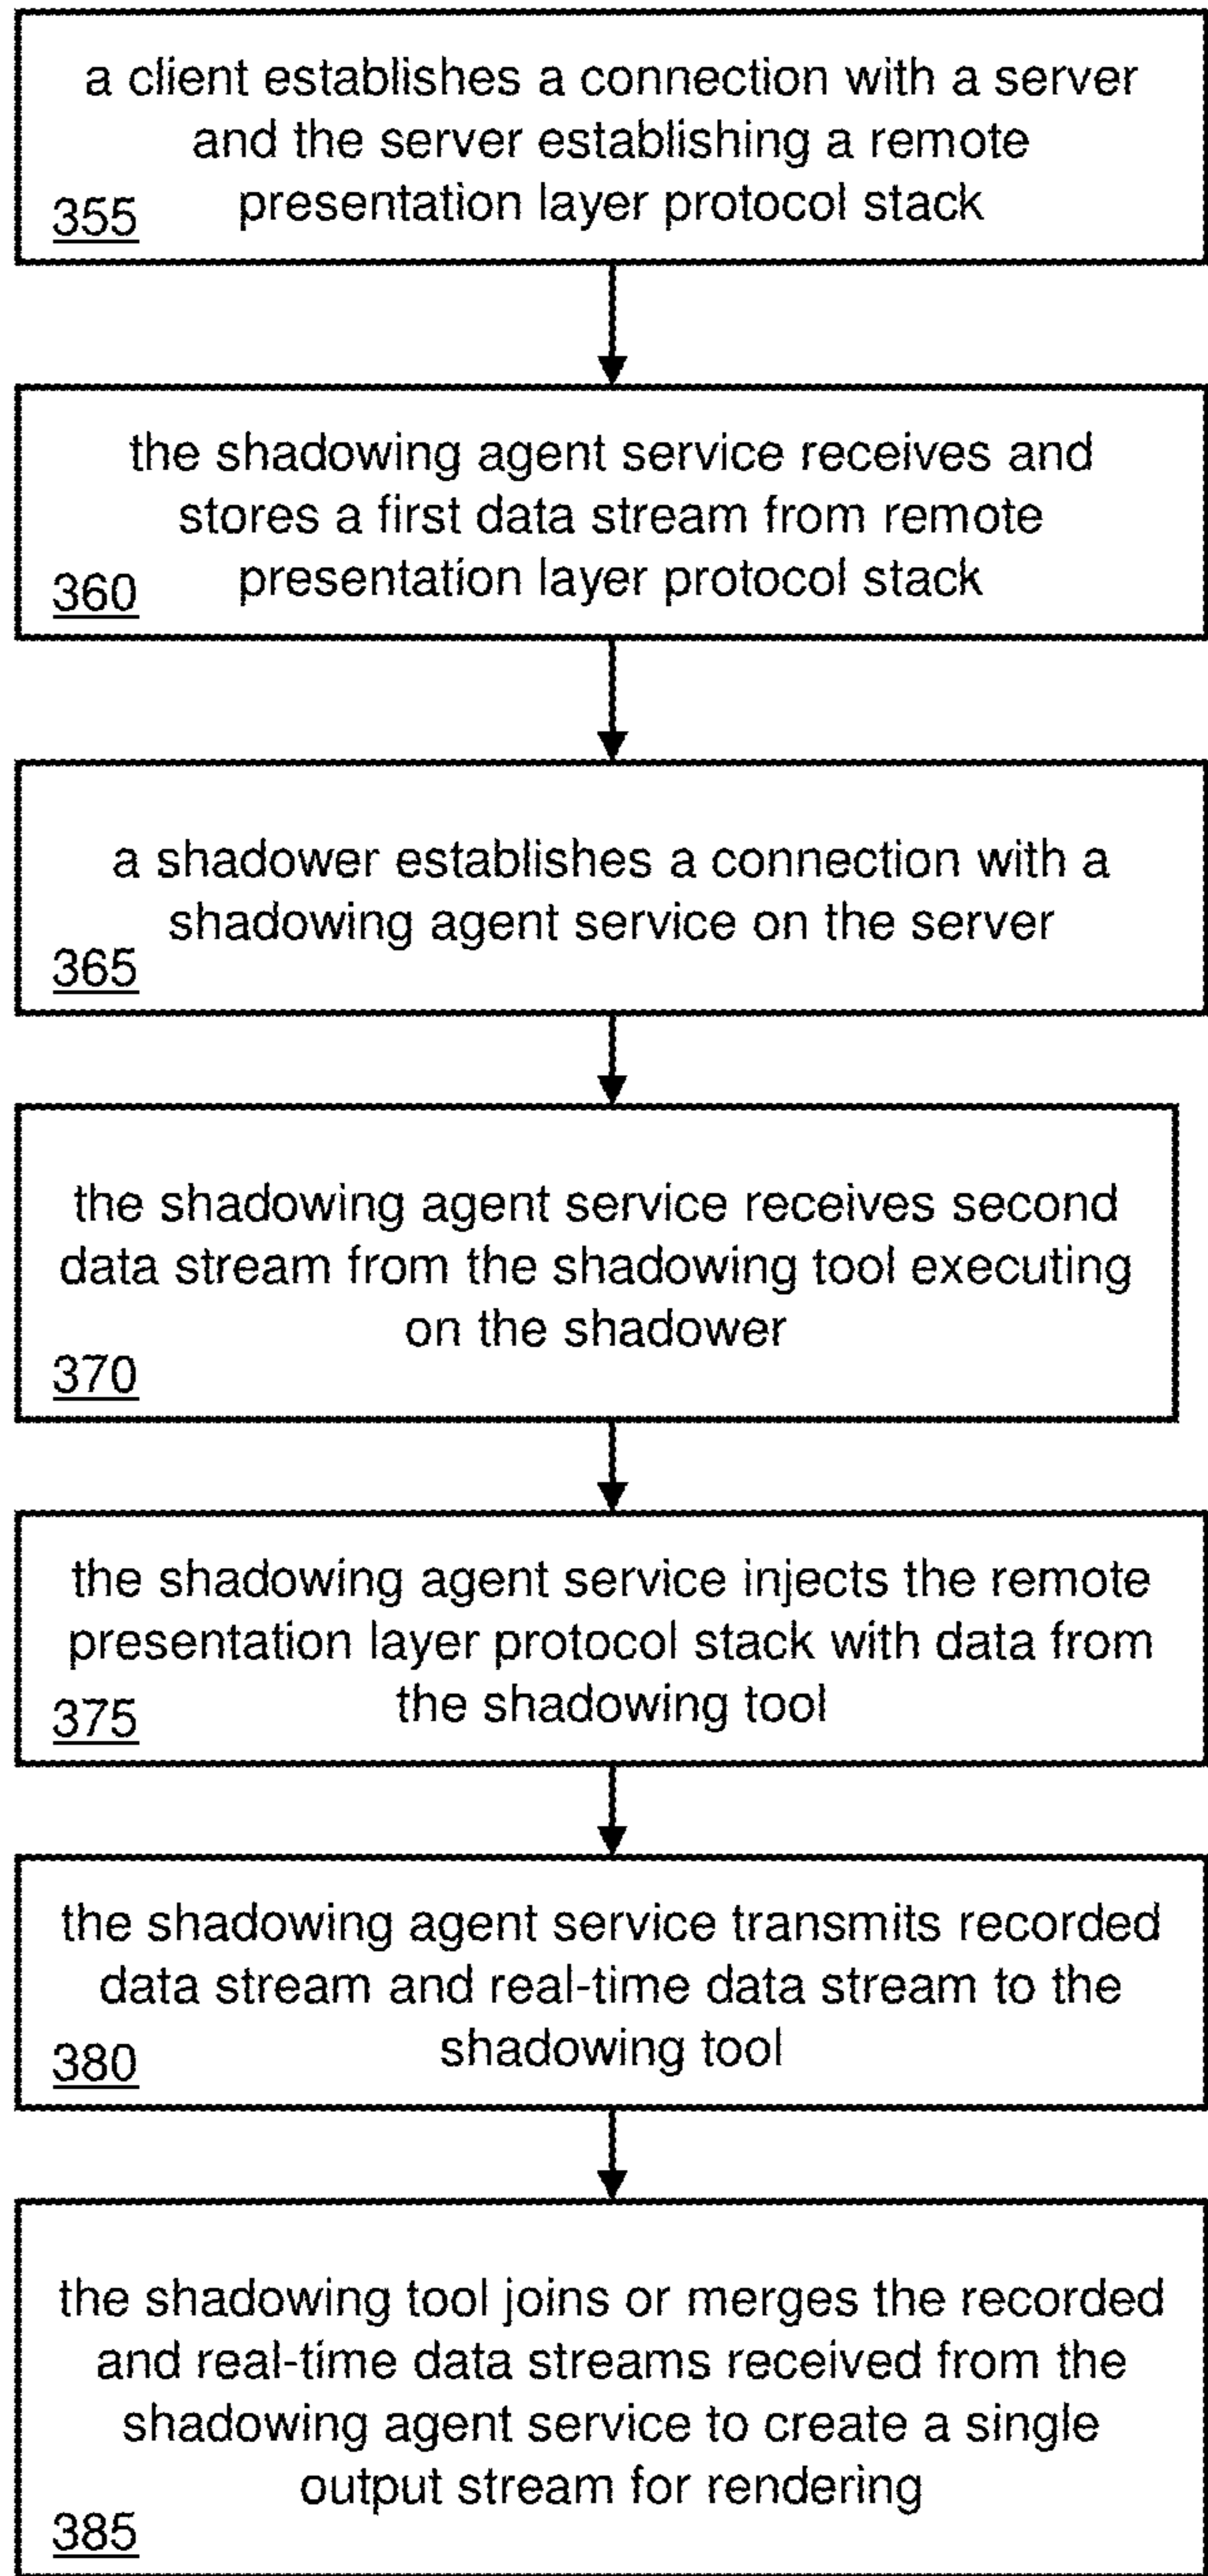 a client establishes a connection with a server
and the server establishing a remote
presentation layer protocol stack
355
the shadowing agent service receives and
stores a first data stream from remote
presentation layer protocol stack
360
a shadower establishes a connection with a
shadowing agent service on the server
365
the shadowing agent service receives second
data stream from the shadowing tool executing
on the shadower
370
the shadowing agent service injects the remote
presentation layer protocol stack with data from
the shadowing tool
375
the shadowing agent service transmits recorded
data stream and real-time data stream to the
shadowing tool
380
the shadowing tool joins or merges the recorded
and real-time data streams received from the
shadowing agent service to create a single
output stream for rendering
385